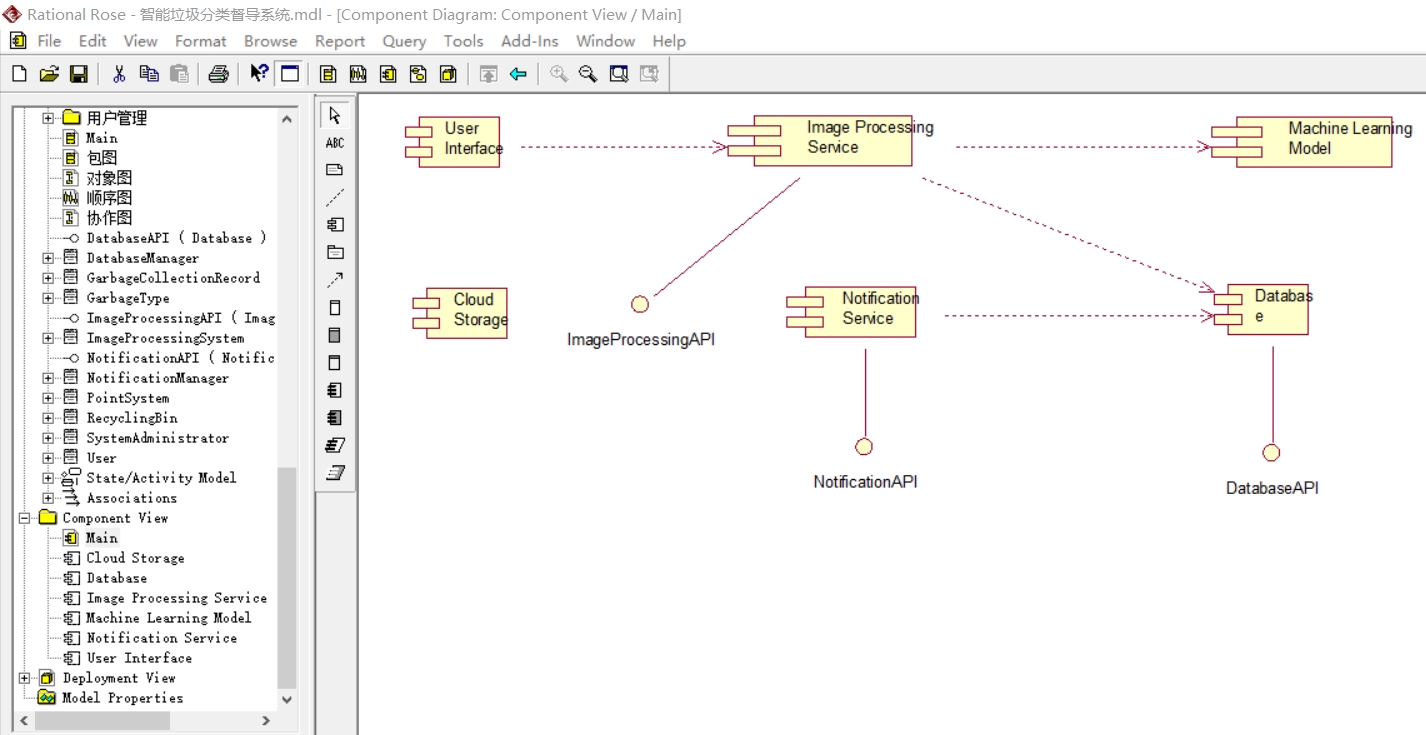 Rational Rose - 智能垃圾分类督导系统.mdl - [Component Diagram: Component View / Main]
File Edit View Format Browse Report Query Tools Add-Ins Window Help
用户管理
Main
包图
对象图
顺序图
协作图
DatabaseAPI ( Database )
DatabaseManager
GarbageCollectionRecord
GarbageType
ImageProcessingAPI ( Imag
ImageProcessingSystem
NotificationAPI ( Notific
NotificationManager
PointSystem
RecyclingBin
SystemAdministrator
User
State/Activity Model
Associations
Component View
Main
Cloud Storage
Database
Image Processing Service
Machine Learning Model
Notification Service
User Interface
Deployment View
Model Properties
ABC
User
Interface
Image Processing
Service
Machine Learning
Model
Cloud
Storage
ImageProcessingAPI
Notification
Service
Databas
e
NotificationAPI
DatabaseAPI